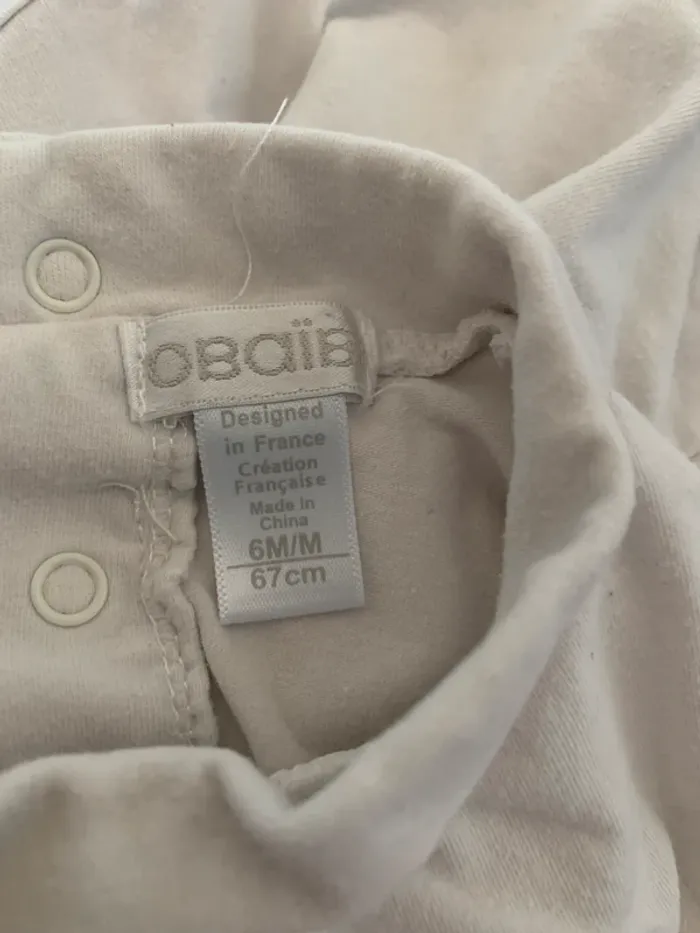 OBAÏBI
Designed
in France
Création
Française
Made in
China
6M/M
67cm